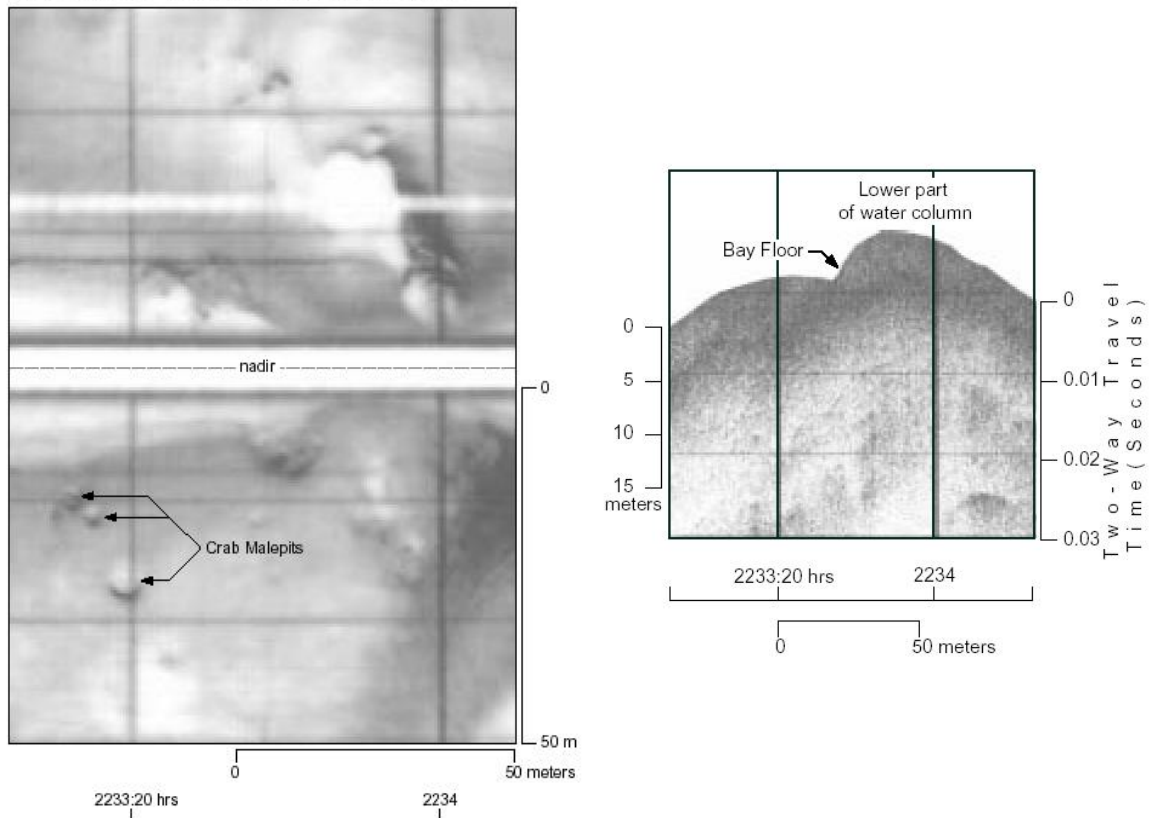 nadir
0
Crab Malepits
50 m
0
50 meters
2233:20 hrs
2234
Lower part
of water column
Bay Floor
0
5
10
15
meters
0
0.01
0.02
0.03
Two-Way Travel
Time (Seconds)
2233:20 hrs
2234
0
50 meters